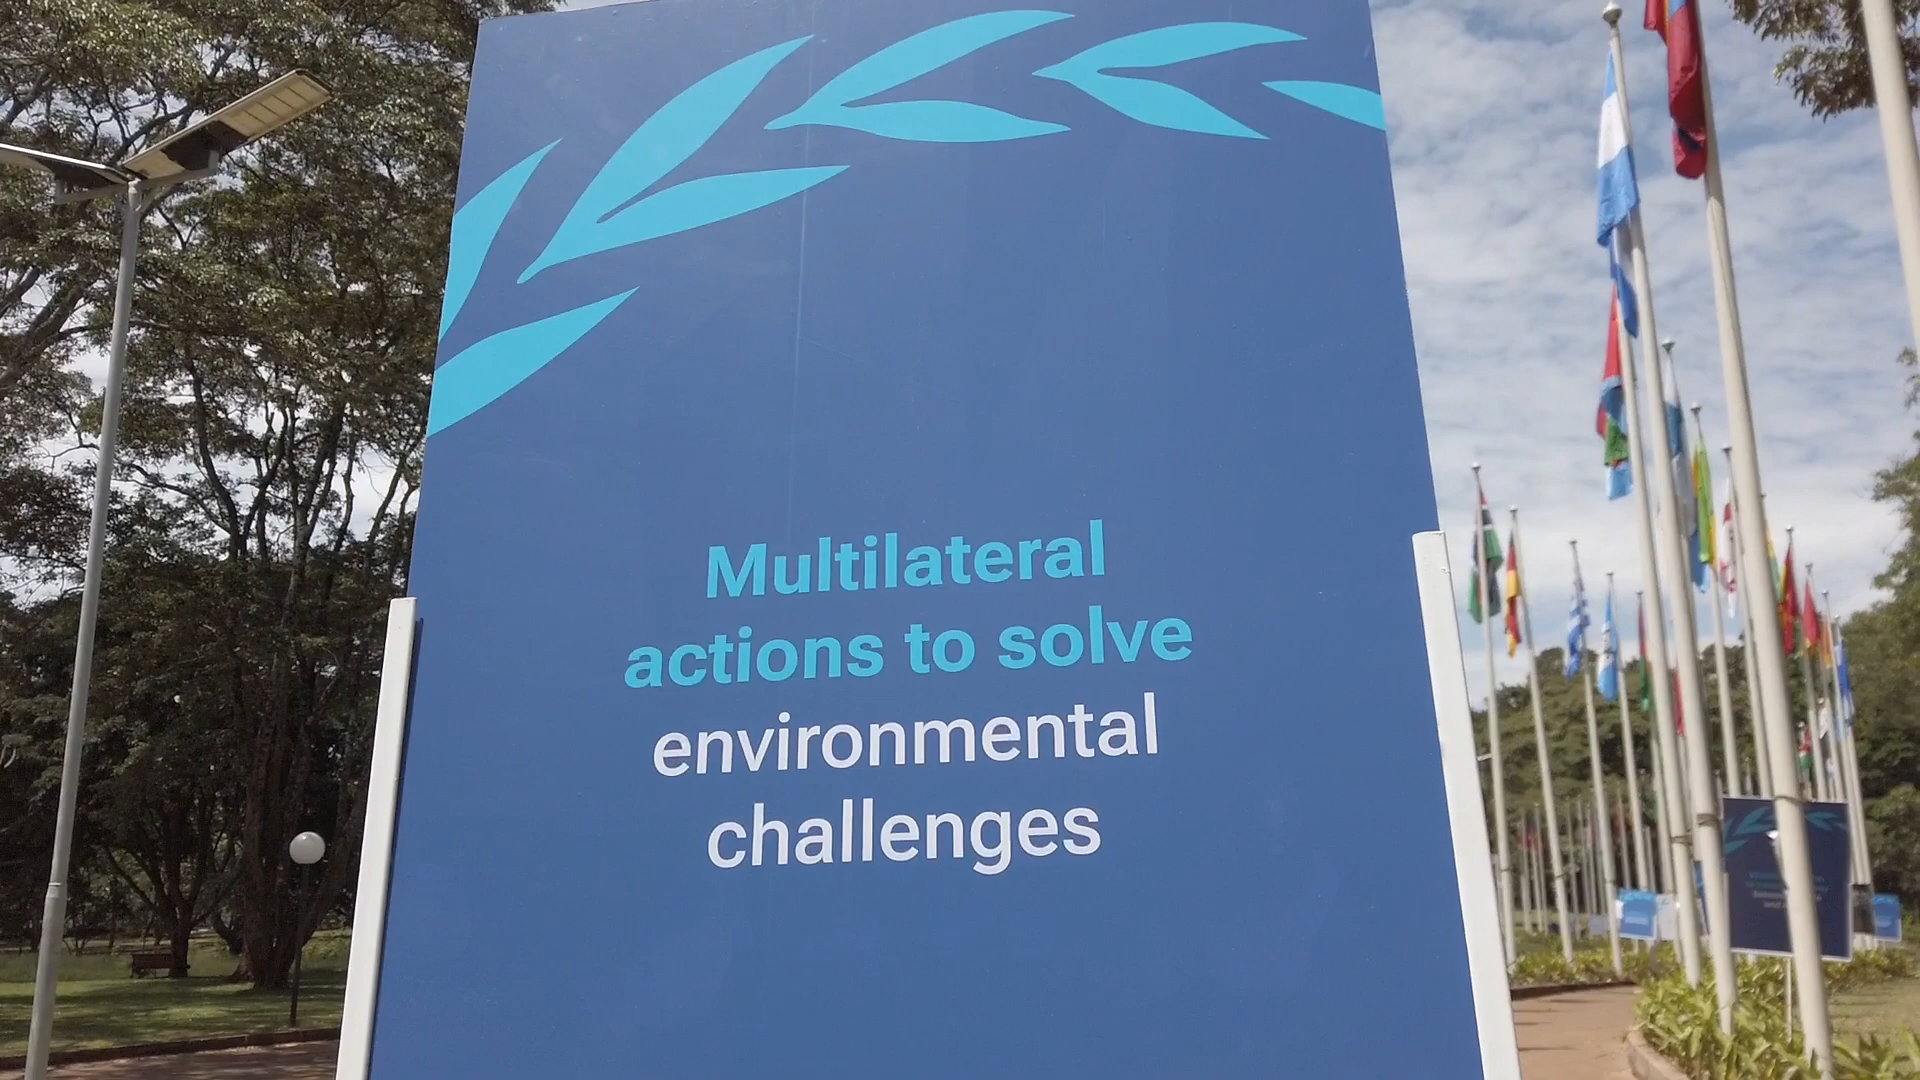 Multilateral
actions to solve
environmental
challenges